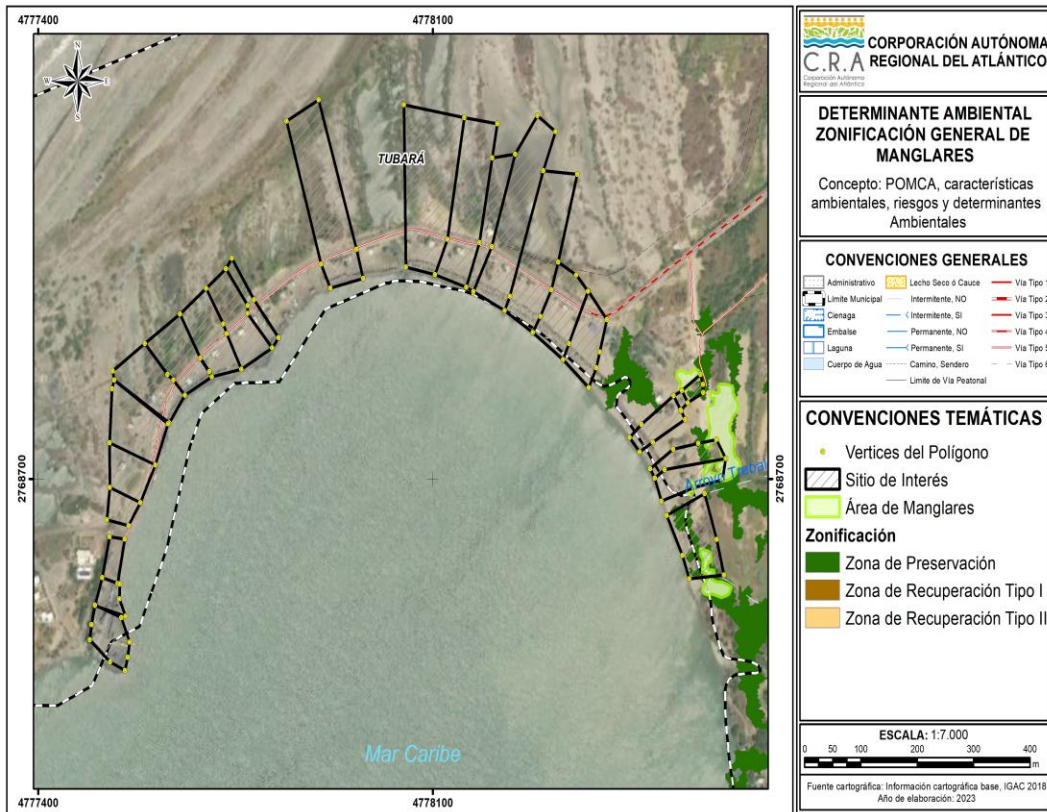 4777400
4778100
N
W
E
S
TUBARÁ
2768700
2768700
Arroyo Trebal
Mar Caribe
4777400
4778100
C.R.A
Corporación Autónoma
Regional del Atlántico
CORPORACIÓN AUTÓNOMA
REGIONAL DEL ATLÁNTICO
DETERMINANTE AMBIENTAL
ZONIFICACIÓN GENERAL DE
MANGLARES
Concepto: POMCA, características
ambientales, riesgos y determinantes
Ambientales
CONVENCIONES GENERALES
Administrativo
Limite Municipal
Cienaga
Embalse
Laguna
Cuerpo de Agua
Lecho Seco ó Cauce
Intermitente, NO
Intermitente, SI
Permanente, NO
Permanente, SI
Camino, Sendero
Limite de Vía Peatonal
Vía Tipo 1
Vía Tipo 2
Vía Tipo 3
Vía Tipo 4
Vía Tipo 5
Vía Tipo 6
CONVENCIONES TEMÁTICAS
Vertices del Polígono
Sitio de Interés
Área de Manglares
Zonificación
Zona de Preservación
Zona de Recuperación Tipo I
Zona de Recuperación Tipo II
ESCALA: 1:7.000
0 50 100 200 300 400
m
Fuente cartográfica: Información cartográfica base, IGAC 2018
Año de elaboración: 2023